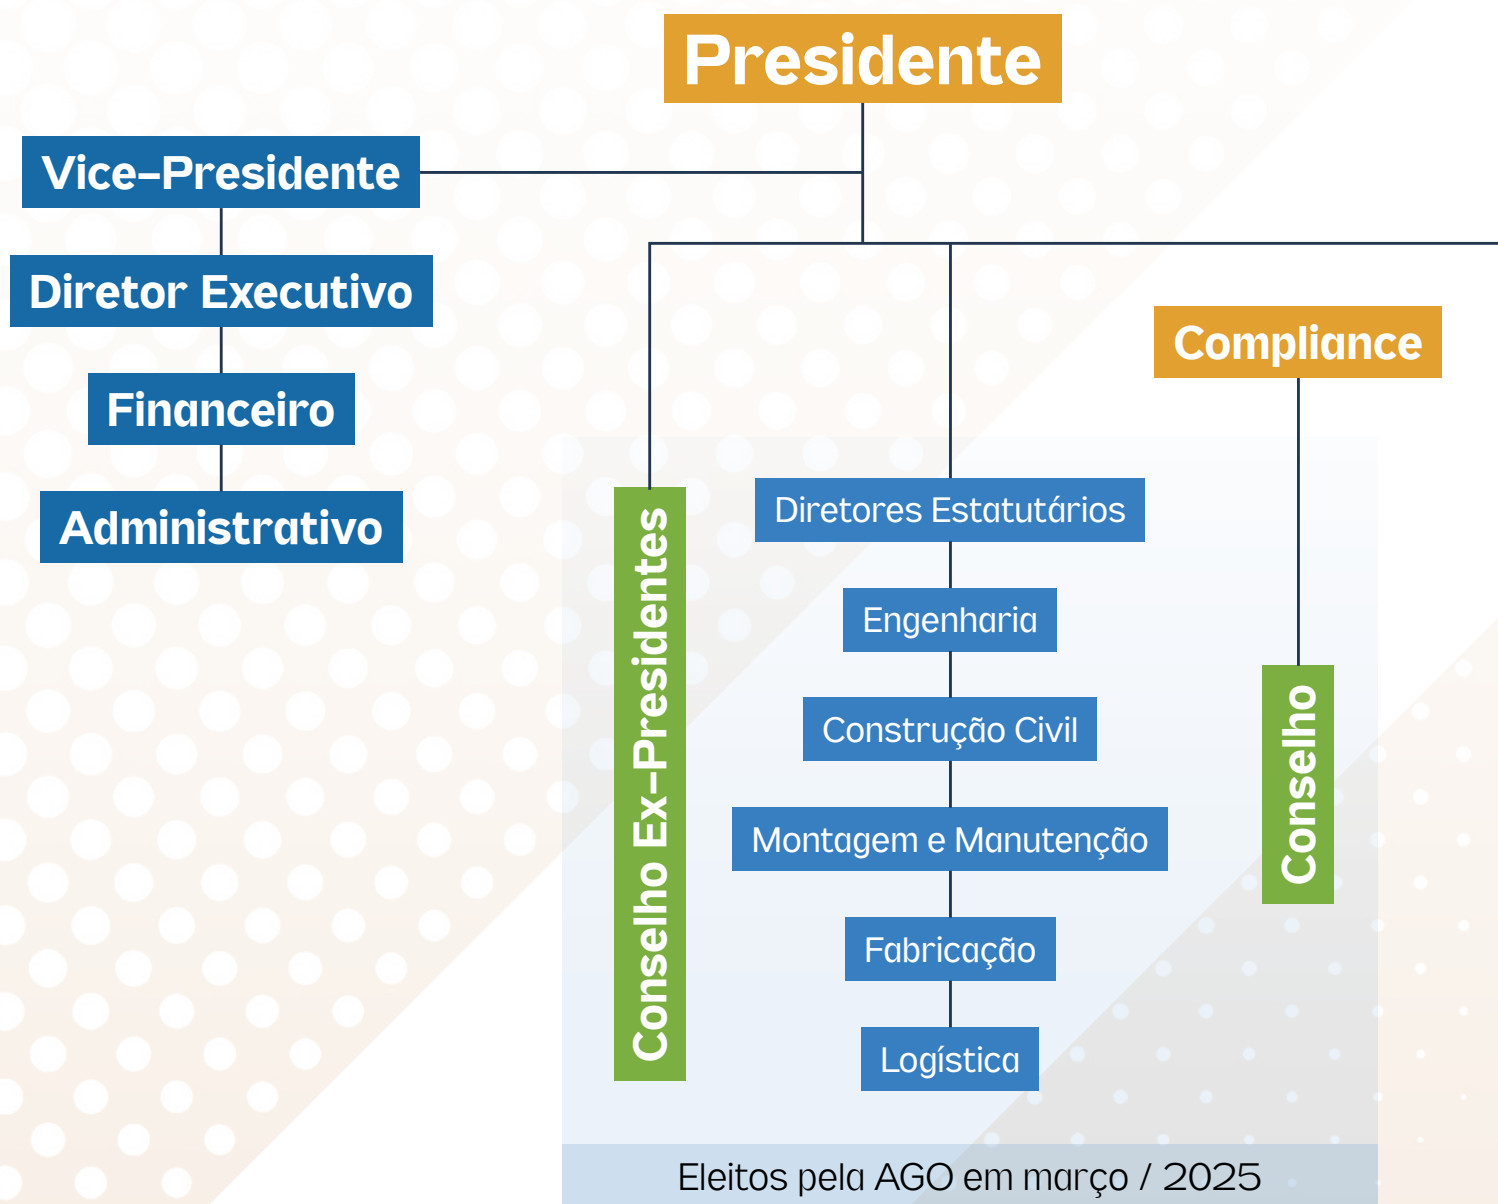 Presidente
Vice-Presidente
Diretor Executivo
Financeiro
Administrativo
Conselho Ex-Presidentes
Diretores Estatutários
Engenharia
Construção Civil
Montagem e Manutenção
Fabricação
Logística
Compliance
Conselho
Eleitos pela AGO em março / 2025